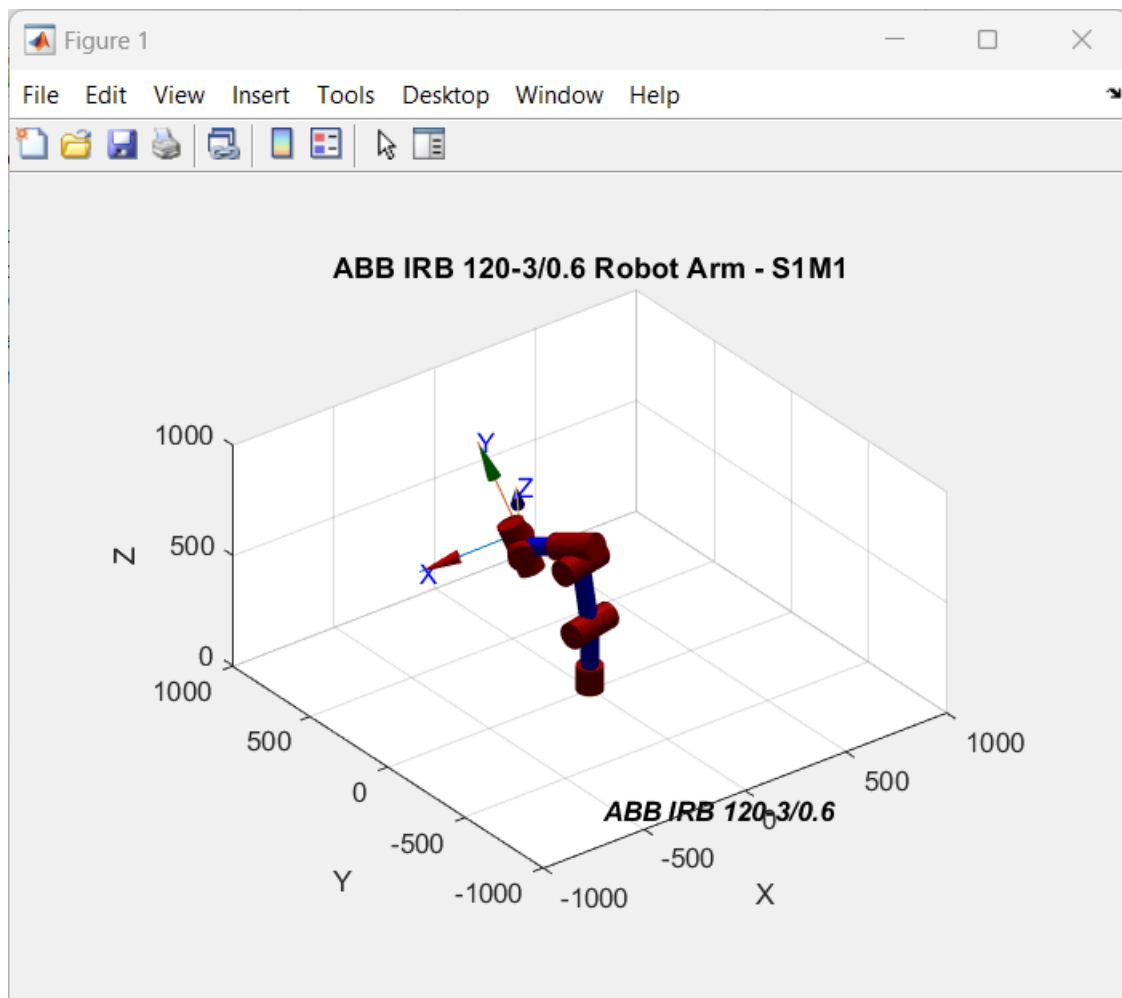 Figure 1
File Edit View Insert Tools Desktop Window Help
ABB IRB 120-3/0.6 Robot Arm - S1M1
1000
500
0
Z
Y
Z
X
1000
500
0
-500
-1000
Y
-1000
-500
0
500
1000
X
ABB IRB 120-3/0.6